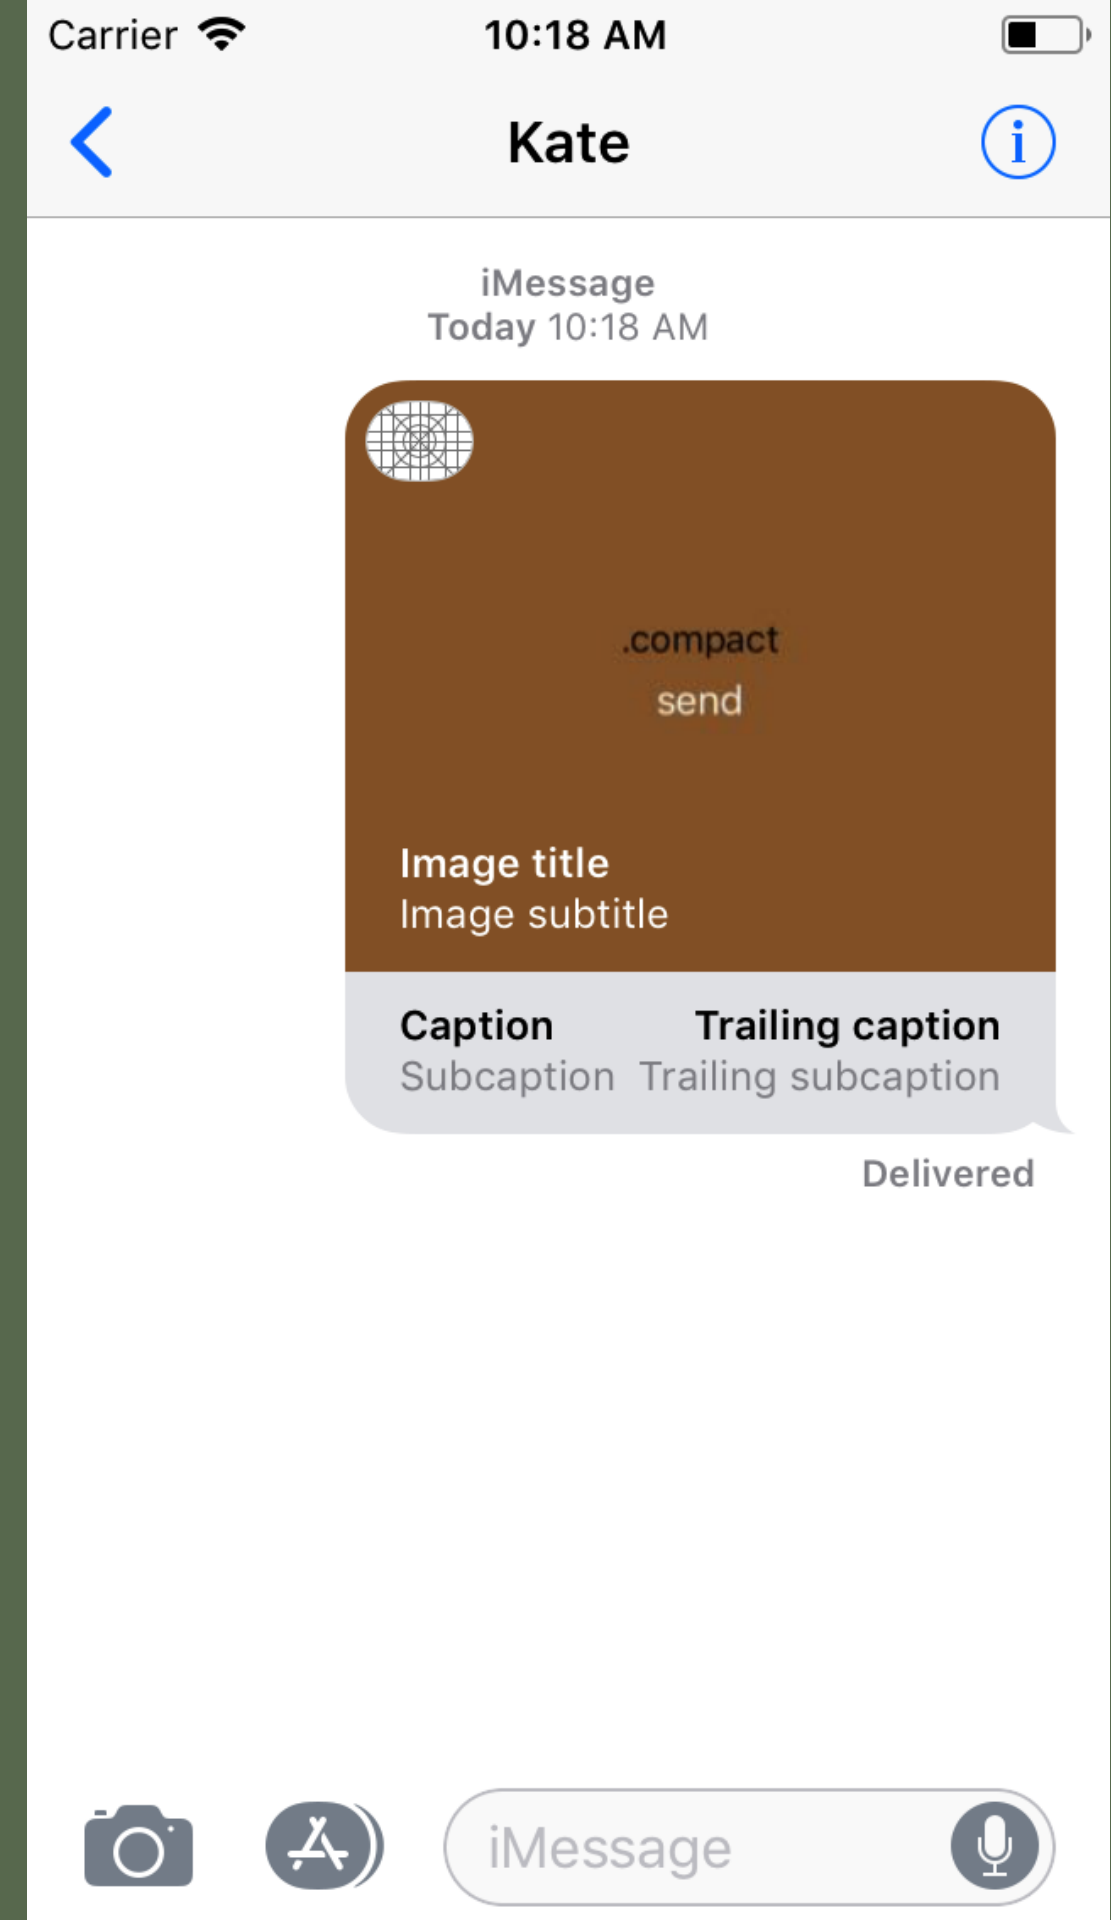 Carrier 10:18 AM
Kate
iMessage
Today 10:18 AM
.compact
send
Image title
Image subtitle
Caption Trailing caption
Subcaption Trailing subcaption
Delivered
iMessage